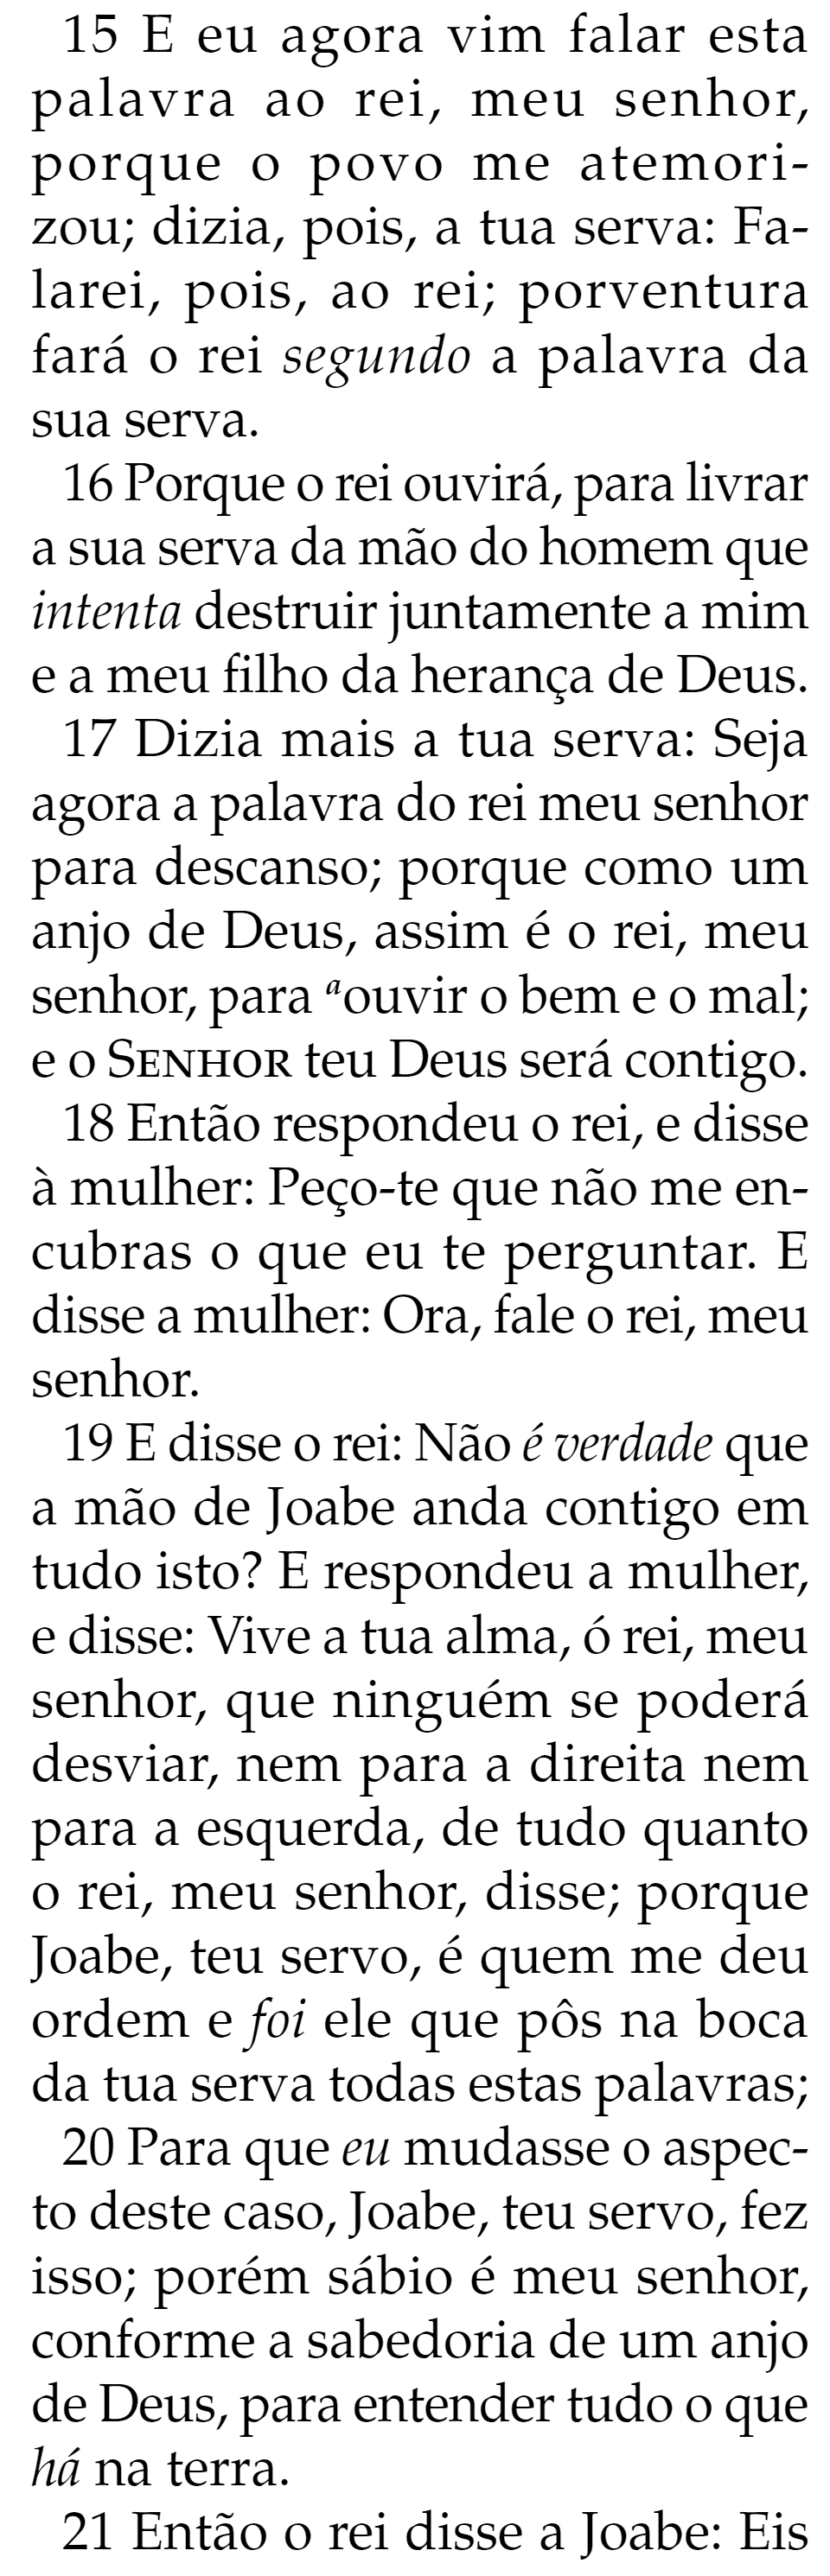 15 E eu agora vim falar esta
palavra ao rei, meu senhor,
porque o povo me atemori-
zou; dizia, pois, a tua serva: Fa-
larei, pois, ao rei; porventura
fará o rei segundo a palavra da
sua serva.
16 Porque o rei ouvirá, para livrar
a sua serva da mão do homem que
intenta destruir juntamente a mim
e a meu filho da herança de Deus.
17 Dizia mais a tua serva: Seja
agora a palavra do rei meu senhor
para descanso; porque como um
anjo de Deus, assim é o rei, meu
senhor, para ªouvir o bem e o mal;
e o SENHOR teu Deus será contigo.
18 Então respondeu o rei, e disse
à mulher: Peço-te que não me en-
cubras o que eu te perguntar. E
disse a mulher: Ora, fale o rei, meu
senhor.
19 E disse o rei: Não é verdade que
a mão de Joabe anda contigo em
tudo isto? E respondeu a mulher,
e disse: Vive a tua alma, ó rei, meu
senhor, que ninguém se poderá
desviar, nem para a direita nem
para a esquerda, de tudo quanto
o rei, meu senhor, disse; porque
Joabe, teu servo, é quem me deu
ordem e foi ele que pôs na boca
da tua serva todas estas palavras;
20 Para que eu mudasse o aspec-
to deste caso, Joabe, teu servo, fez
isso; porém sábio é meu senhor,
conforme a sabedoria de um anjo
de Deus, para entender tudo o que
há na terra.
21 Então o rei disse a Joabe: Eis